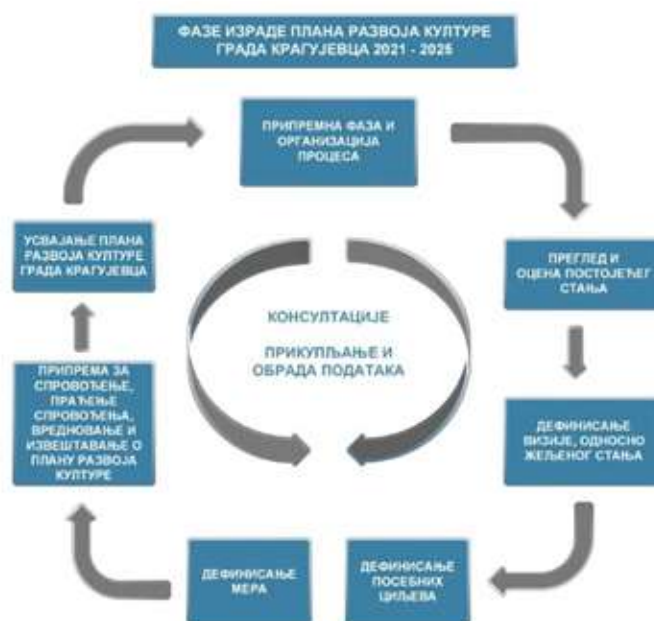 ФАЗЕ ИЗРАДЕ ПЛАНА РАЗВОЈА КУЛТУРЕ
ГРАДА КРАГУЈЕВЦА 2021 - 2025
ПРИПРЕМНА ФАЗА И
ОРГАНИЗАЦИЈА
ПРОЦЕСА
ПРЕГЛЕД И
ОЦЕНА ПОСТОЈЕЋЕГ
СТАЊА
ДЕФИНИСАЊЕ
ВИЗИЈЕ, ОДНОСНО
ЖЕЉЕНОГ СТАЊА
ДЕФИНИСАЊЕ
ПОСЕБНИХ
ЦИЉЕВА
ДЕФИНИСАЊЕ
МЕРА
ПРИПРЕМА ЗА
СПРОВОЂЕЊЕ,
ПРАЋЕЊЕ
СПРОВОЂЕЊА,
ВРЕДНОВАЊЕ И
ИЗВЕШТАВАЊЕ О
ПЛАНУ РАЗВОЈА
КУЛТУРЕ
УСВАЈАЊЕ ПЛАНА
РАЗВОЈА КУЛТУРЕ
ГРАДА КРАГУЈЕВЦА
КОНСУЛТАЦИЈЕ
ПРИКУПЉАЊЕ И
ОБРАДА ПОДАТАКА